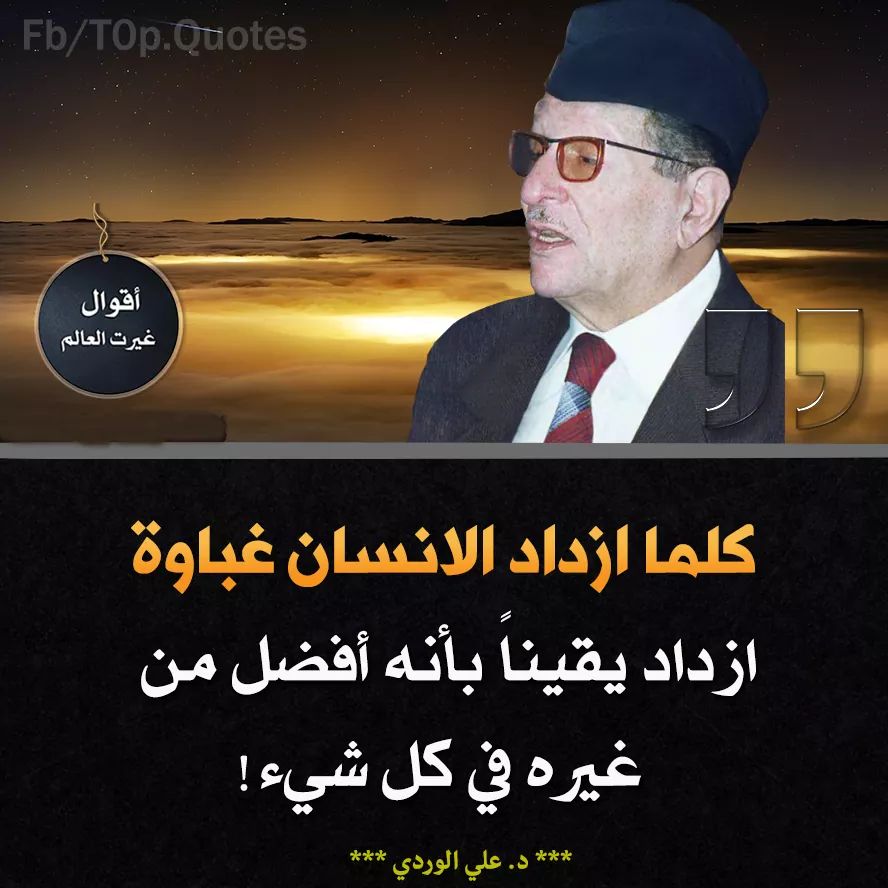 Fb/T0p.Quotes
أقوال
غيرت العالم
كلما ازداد الانسان غباوة
ازداد يقيناً بأنه أفضل من
غيره في كل شيء!
*** د. علي الوردي ***